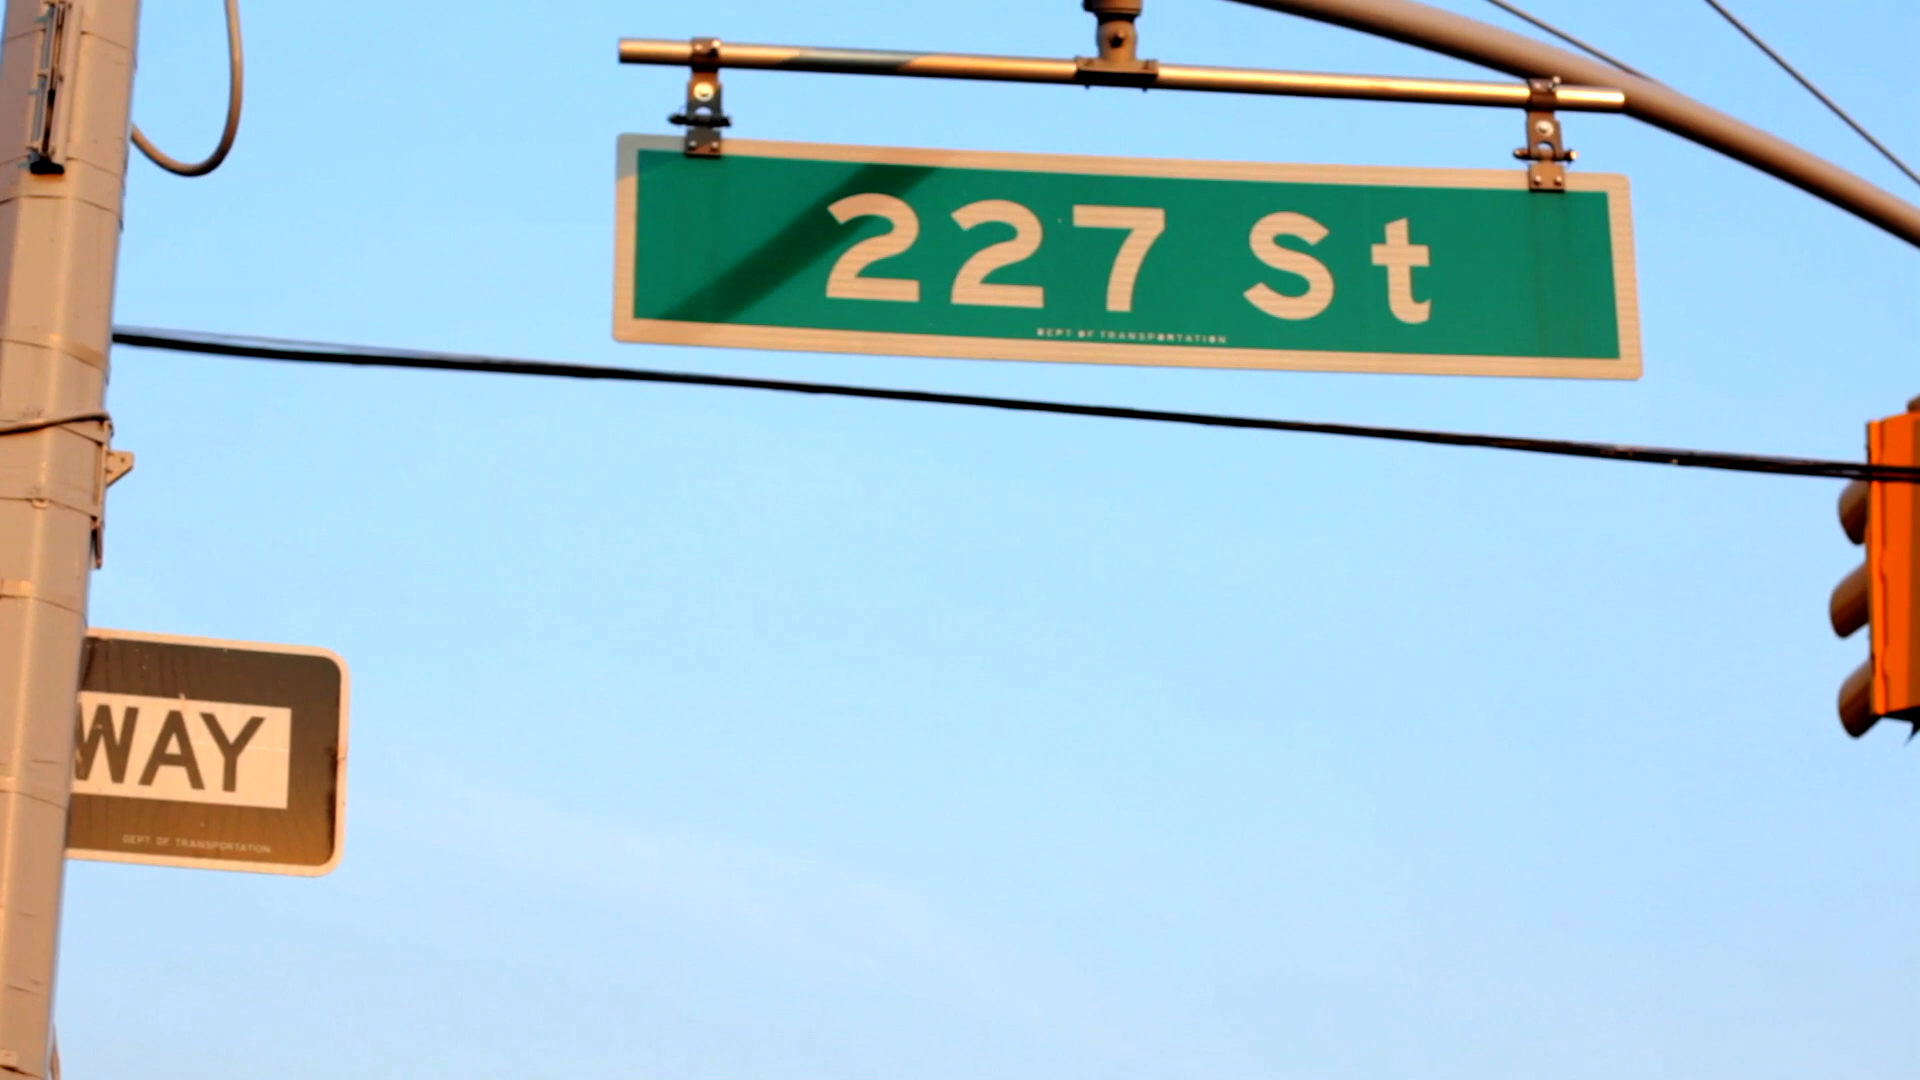 227 St
DEPT OF TRANSPORTATION
WAY
DEPT OF TRANSPORTATION